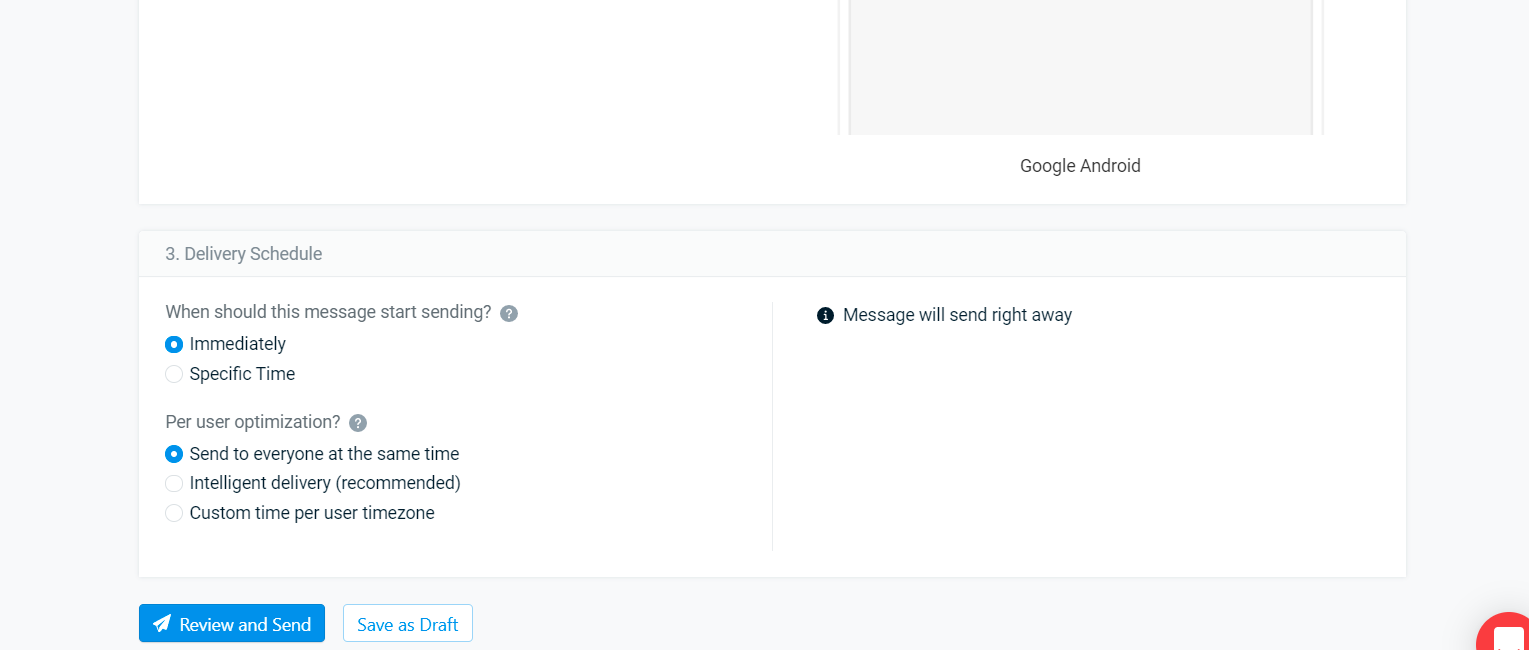 Google Android
3. Delivery Schedule
When should this message start sending? ?
Immediately
Specific Time
Per user optimization? ?
Send to everyone at the same time
Intelligent delivery (recommended)
Custom time per user timezone
i Message will send right away
Review and Send
Save as Draft